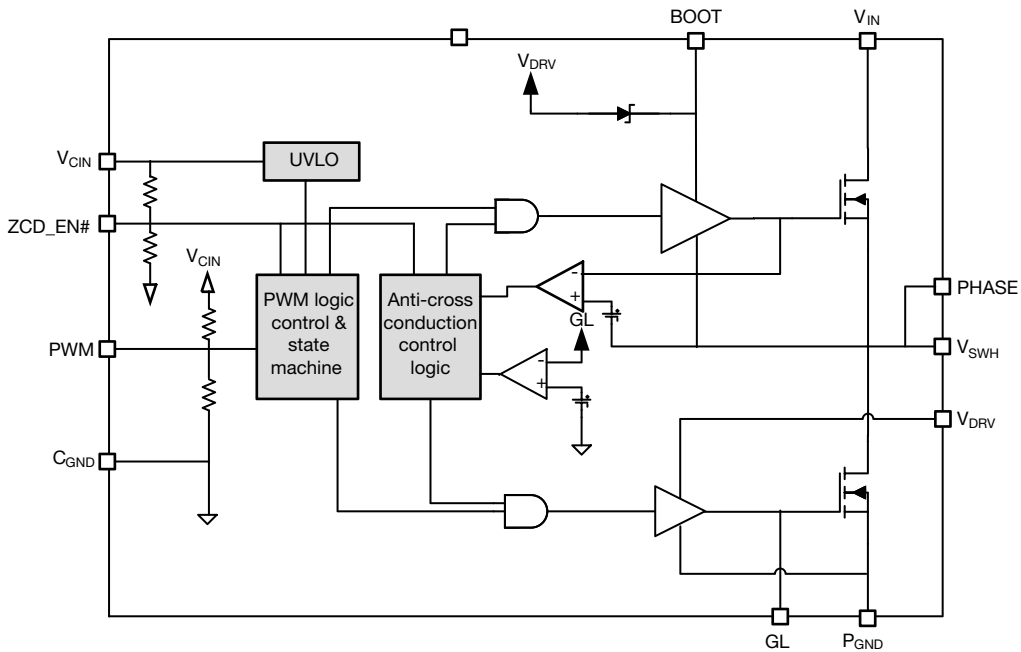 BOOT
VIN
VDRV
VCIN
UVLO
ZCD_EN#
VCIN
PWM logic
control &
state
machine
Anti-cross
conduction
control
logic
-
+
GL
-
+
PHASE
PWM
VSWH
VDRV
CGND
GL
PGND